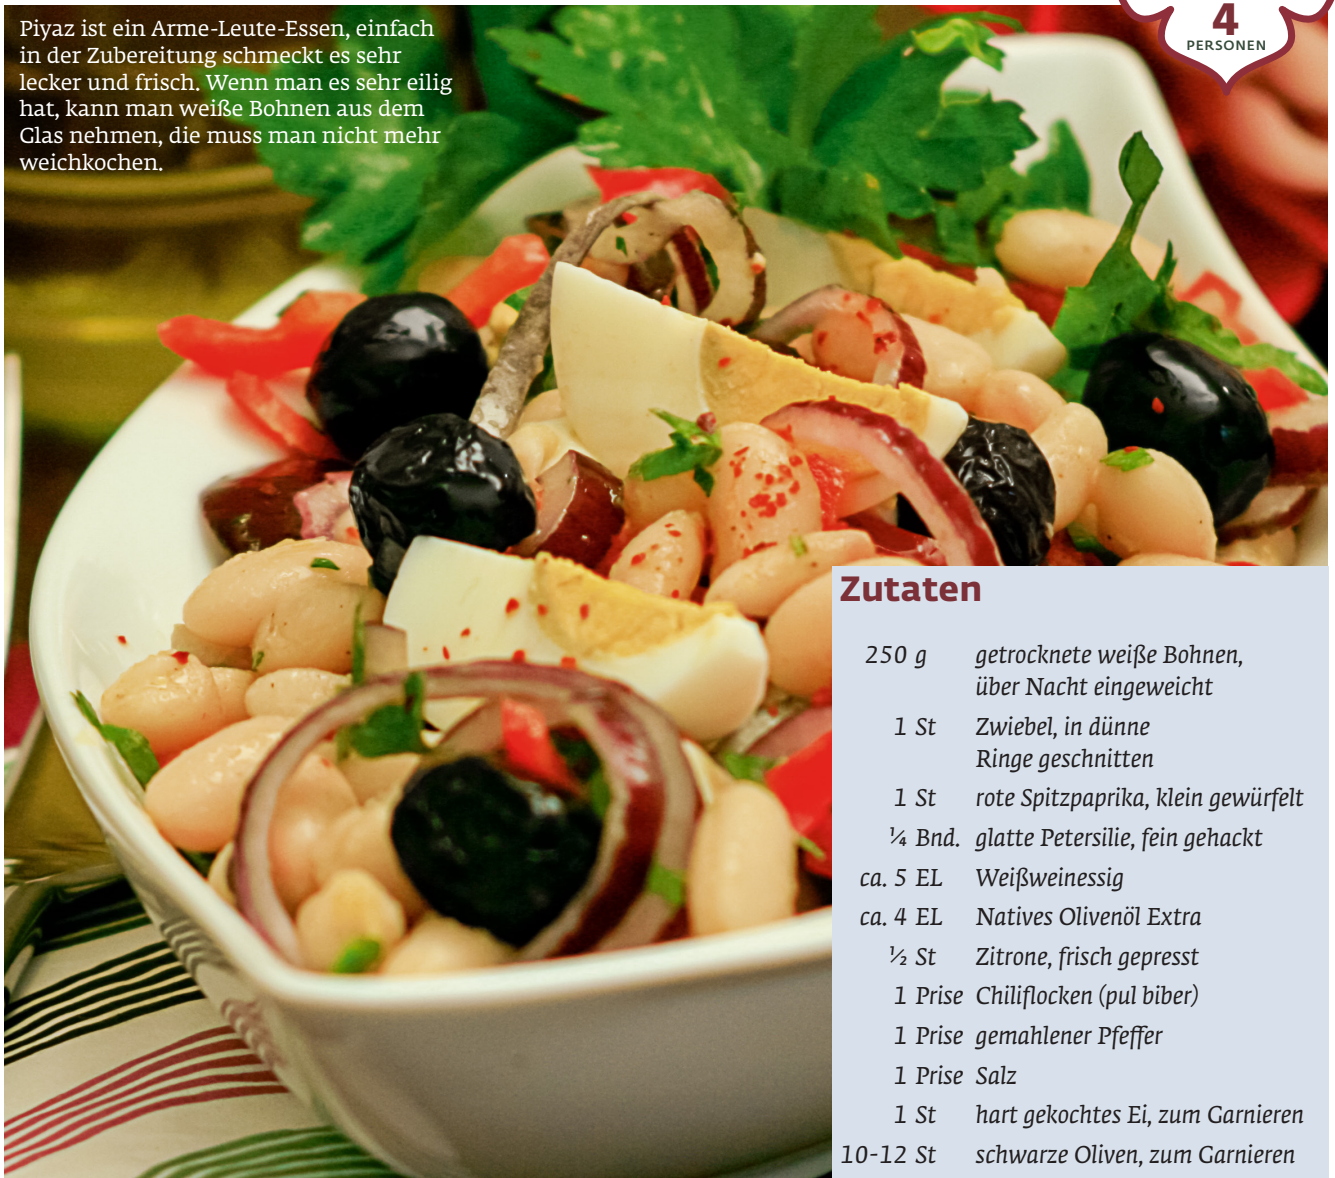 Piyaz ist ein Arme-Leute-Essen, einfach
in der Zubereitung schmeckt es sehr
lecker und frisch. Wenn man es sehr eilig
hat, kann man weiße Bohnen aus dem
Glas nehmen, die muss man nicht mehr
weichkochen.
4
PERSONEN
Zutaten
250 g getrocknete weiße Bohnen,
über Nacht eingeweicht
1 St Zwiebel, in dünne
Ringe geschnitten
1 St rote Spitzpaprika, klein gewürfelt
¼ Bnd. glatte Petersilie, fein gehackt
ca. 5 EL Weißweinessig
ca. 4 EL Natives Olivenöl Extra
½ St Zitrone, frisch gepresst
1 Prise Chiliflocken (pul biber)
1 Prise gemahlener Pfeffer
1 Prise Salz
1 St hart gekochtes Ei, zum Garnieren
10-12 St schwarze Oliven, zum Garnieren